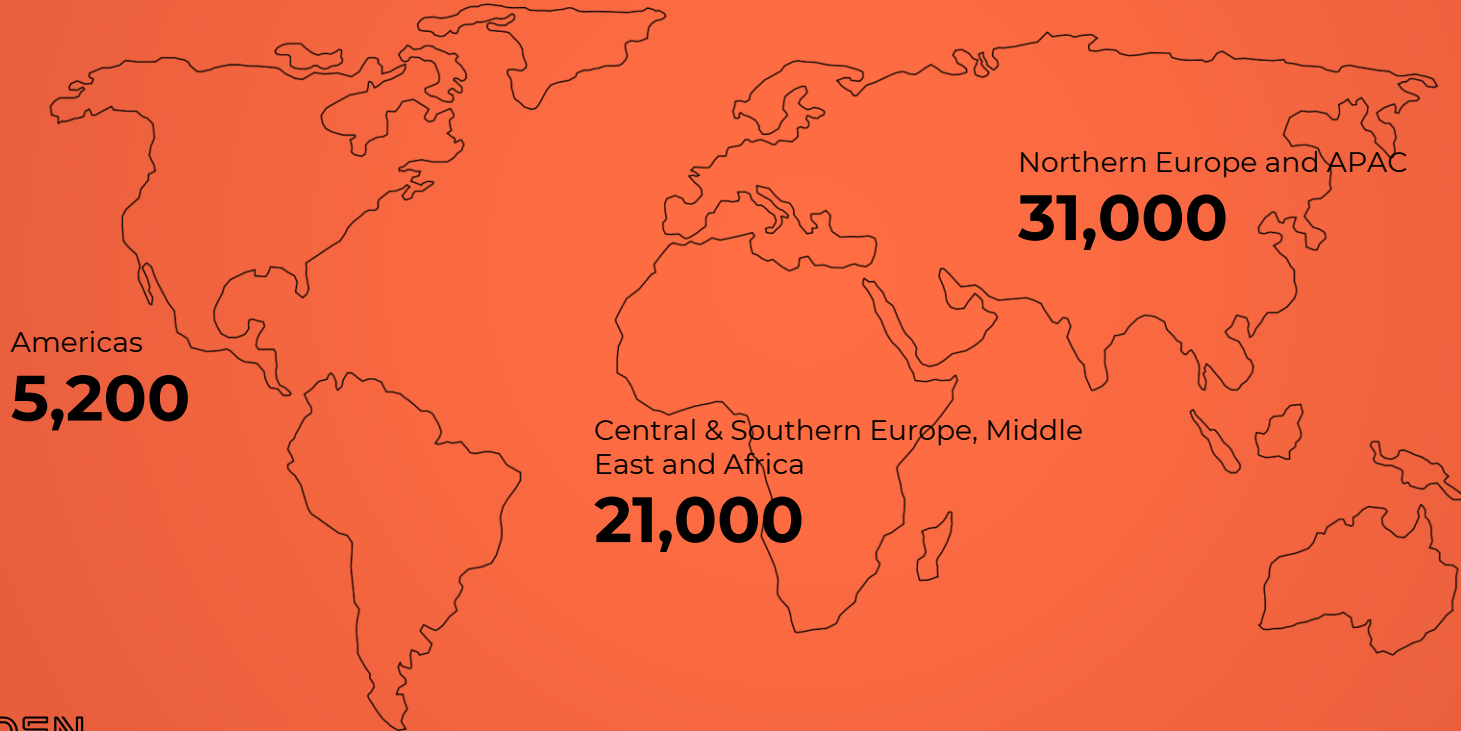 Northern Europe and APAC
31,000
Americas
5,200
Central & Southern Europe, Middle
East and Africa
21,000